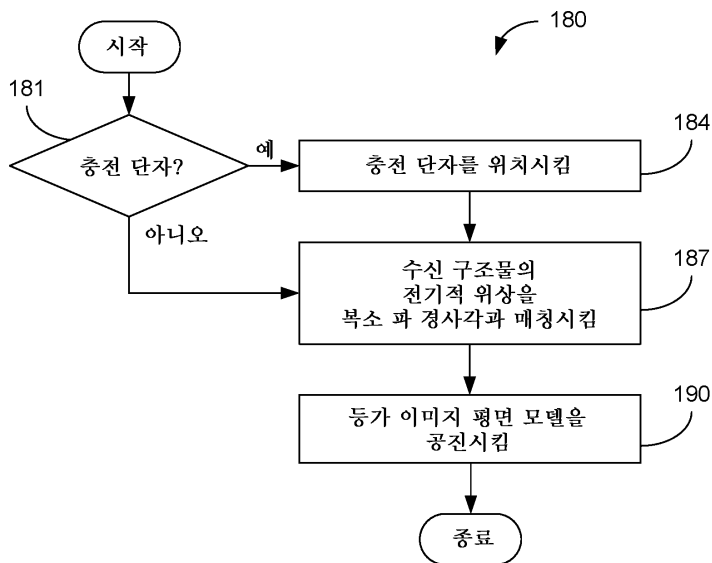 시작
180
181
충전 단자?
예
충전 단자를 위치시킴
184
아니오
수신 구조물의
전기적 위상을
복소 파 경사각과 매칭시킴
187
등가 이미지 평면 모델을
공진시킴
190
종료